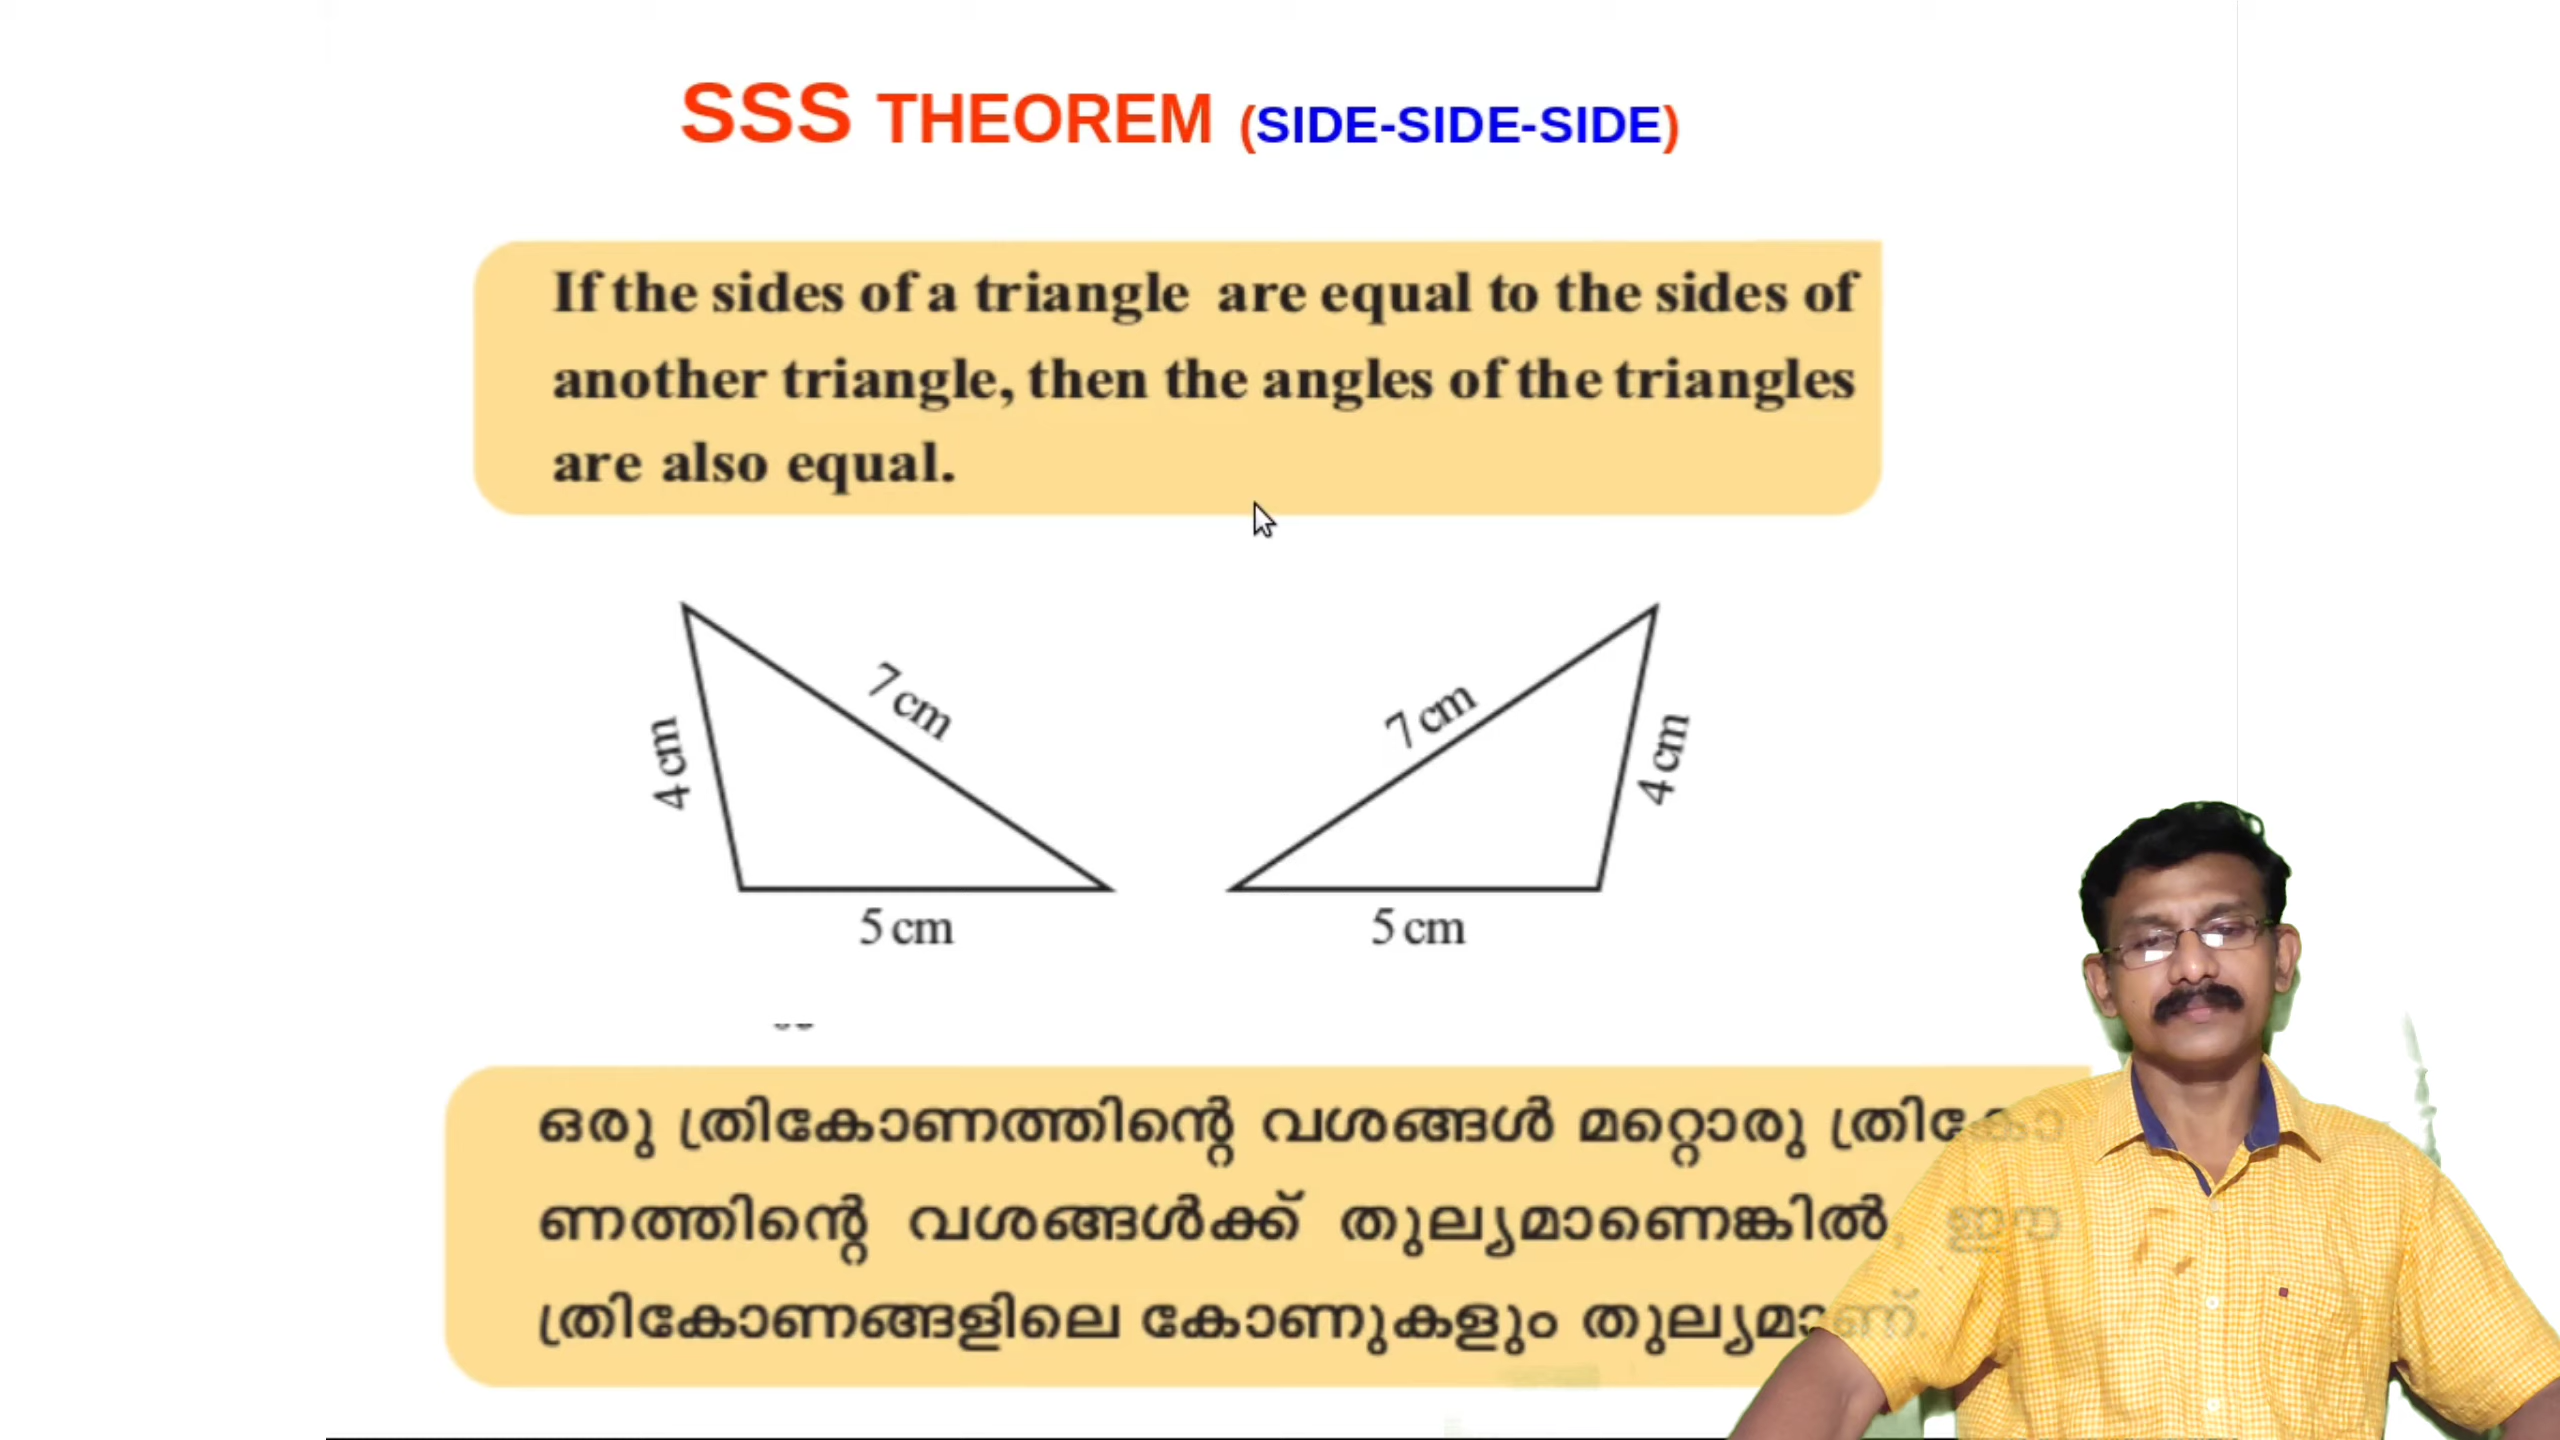 SSS THEOREM (SIDE-SIDE-SIDE)
If the sides of a triangle are equal to the sides of
another triangle, then the angles of the triangles
are also equal.
7 cm
4 cm
5 cm
7 cm
4 cm
5 cm
ഒരു ത്രികോണത്തിന്റെ വശങ്ങൾ മറ്റൊരു ത്രികോ
ണത്തിന്റെ വശങ്ങൾക്ക് തുല്യമാണെങ്കിൽ, ഈ
ത്രികോണങ്ങളിലെ കോണുകളും തുല്യമാണ്.